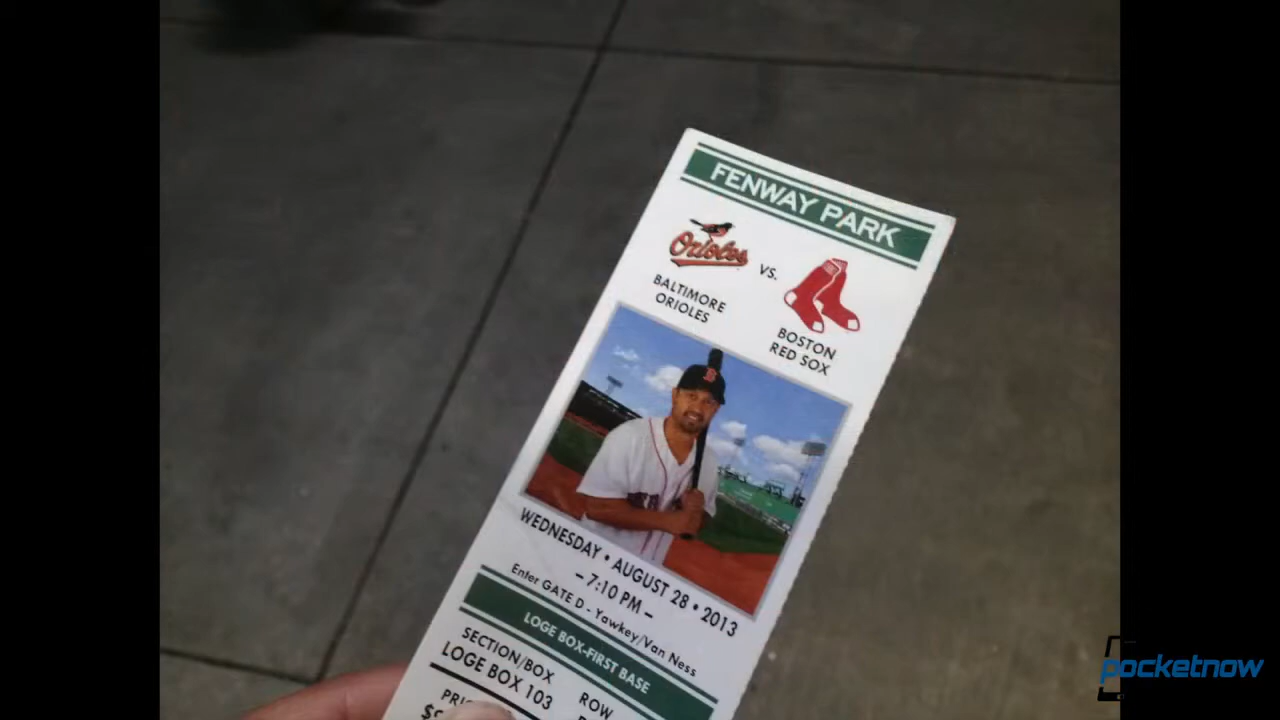 FENWAY PARK
Orioles
VS.
BALTIMORE
ORIOLES
BOSTON
RED SOX
B
WEDNESDAY • AUGUST 28 • 2013
– 7:10 PM –
Enter GATE D - Yawkey/Van Ness
LOGE BOX-FIRST BASE
SECTION/BOX
ROW
LOGE BOX 103
pocketnow